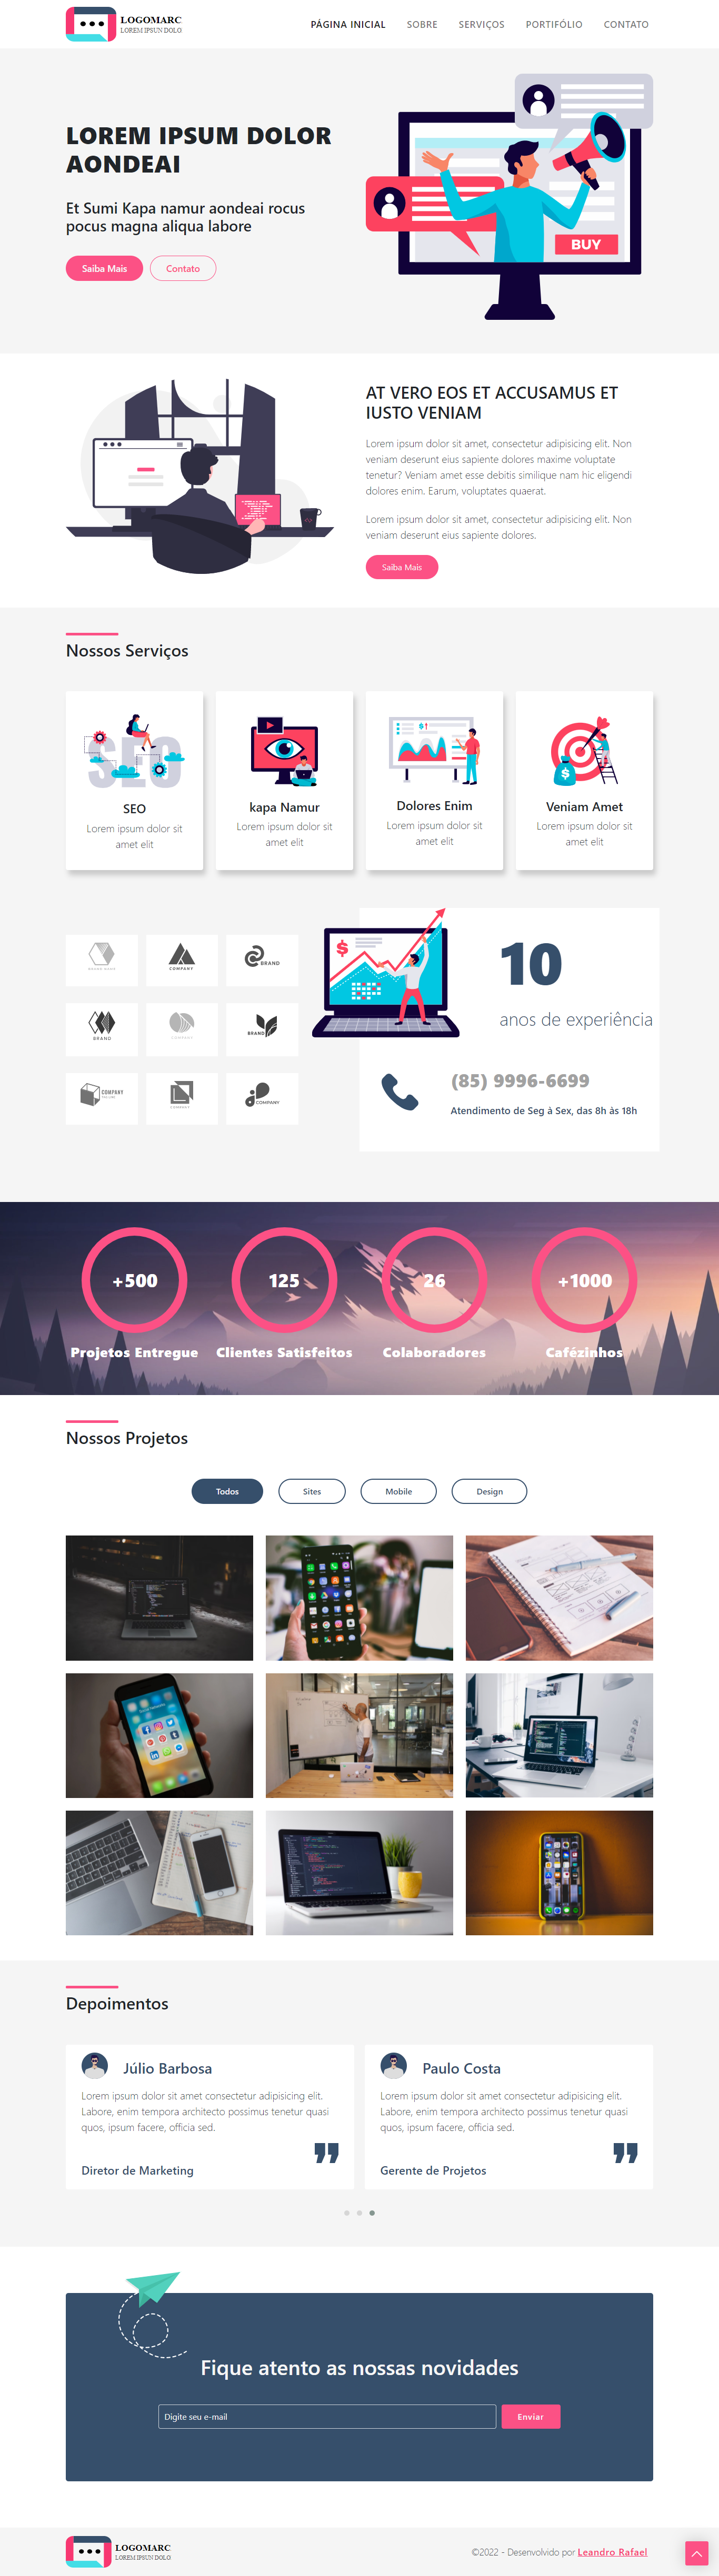 LOGOMARC
LOREM IPSUN DOLO
PÁGINA INICIAL
SOBRE
SERVIÇOS
PORTIFÓLIO
CONTATO
LOREM IPSUM DOLOR
AONDEAI
Et Sumi Kapa namur aondeai rocus
pocus magna aliqua labore
Saiba Mais
Contato
BUY
AT VERO EOS ET ACCUSAMUS ET
IUSTO VENIAM
Lorem ipsum dolor sit amet, consectetur adipisicing elit. Non
veniam deserunt eius sapiente dolores maxime voluptate
tenetur? Veniam amet esse debitis similique nam hic eligendi
dolores enim. Earum, voluptates quaerat.
Lorem ipsum dolor sit amet, consectetur adipisicing elit. Non
veniam deserunt eius sapiente dolores.
Saiba Mais
Nossos Serviços
SEO
SEO
Lorem ipsum dolor sit
amet elit
kapa Namur
Lorem ipsum dolor sit
amet elit
$
Dolores Enim
Lorem ipsum dolor sit
amet elit
$
Veniam Amet
Lorem ipsum dolor sit
amet elit
BRAND NAME
COMPANY
BRAND
BRAND
COMPANY
BRAND
COMPANY
COMPANY
COMPANY
$
10
anos de experiência
(85) 9996-6699
Atendimento de Seg à Sex, das 8h às 18h
+500
Projetos Entregue
125
Clientes Satisfeitos
26
Colaboradores
+1000
Cafézinhos
Nossos Projetos
Todos
Sites
Mobile
Design
Depoimentos
Júlio Barbosa
Lorem ipsum dolor sit amet consectetur adipisicing elit.
Labore, enim tempora architecto possimus tenetur quasi
quos, ipsum facere, officia sed.
Diretor de Marketing
Paulo Costa
Lorem ipsum dolor sit amet consectetur adipisicing elit.
Labore, enim tempora architecto possimus tenetur quasi
quos, ipsum facere, officia sed.
Gerente de Projetos
Fique atento as nossas novidades
Digite seu e-mail
Enviar
LOGOMARC
LOREM IPSUN DOLO
©2022 - Desenvolvido por Leandro Rafael